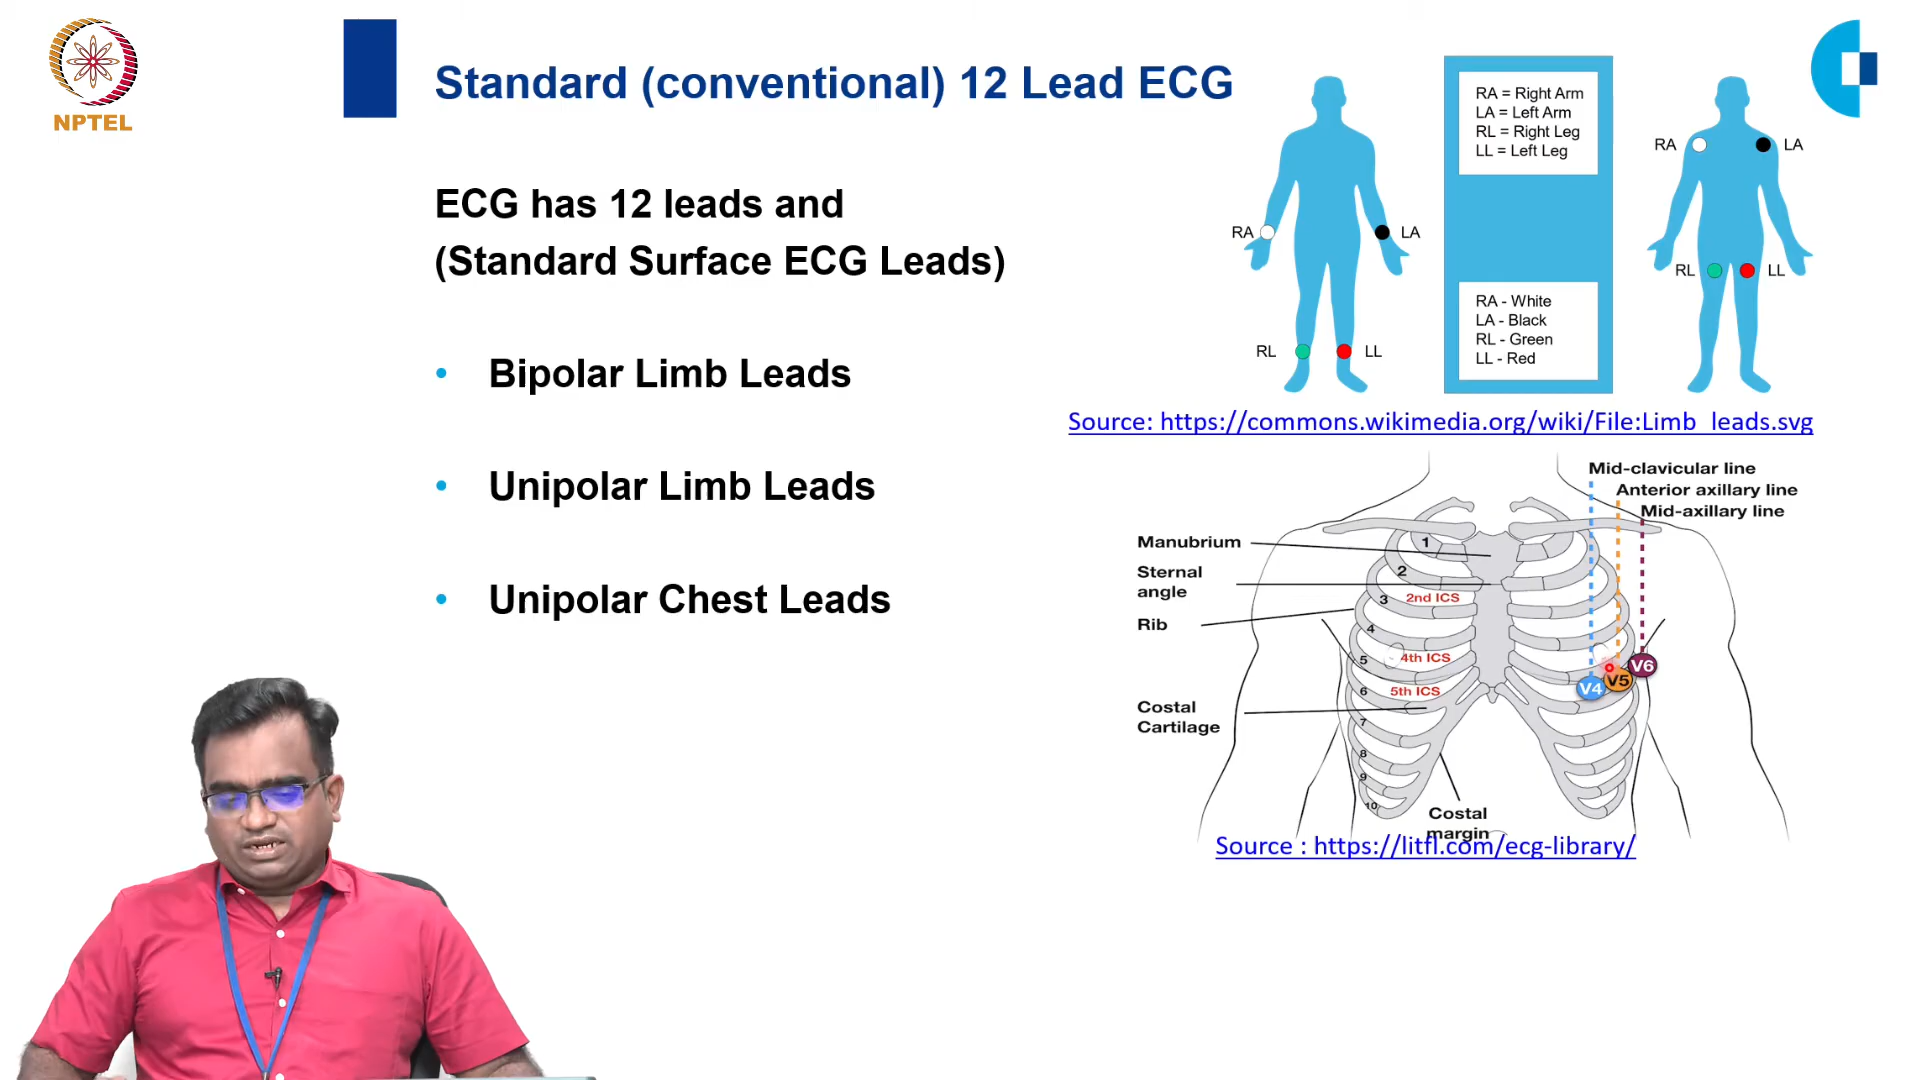 NPTEL
Standard (conventional) 12 Lead ECG
ECG has 12 leads and
(Standard Surface ECG Leads)
• Bipolar Limb Leads
• Unipolar Limb Leads
• Unipolar Chest Leads
RA
LA
RL
LL
RA = Right Arm
LA = Left Arm
RL = Right Leg
LL = Left Leg
RA - White
LA - Black
RL - Green
LL - Red
RA
LA
RL
LL
Source: https://commons.wikimedia.org/wiki/File:Limb_leads.svg
Mid-clavicular line
Anterior axillary line
Mid-axillary line
Manubrium
Sternal
angle
Rib
Costal
Cartilage
1
2
3
4
5
6
7
8
9
10
2nd ICS
4th ICS
5th ICS
V4
V5
V6
Costal
margin
Source : https://litfl.com/ecg-library/